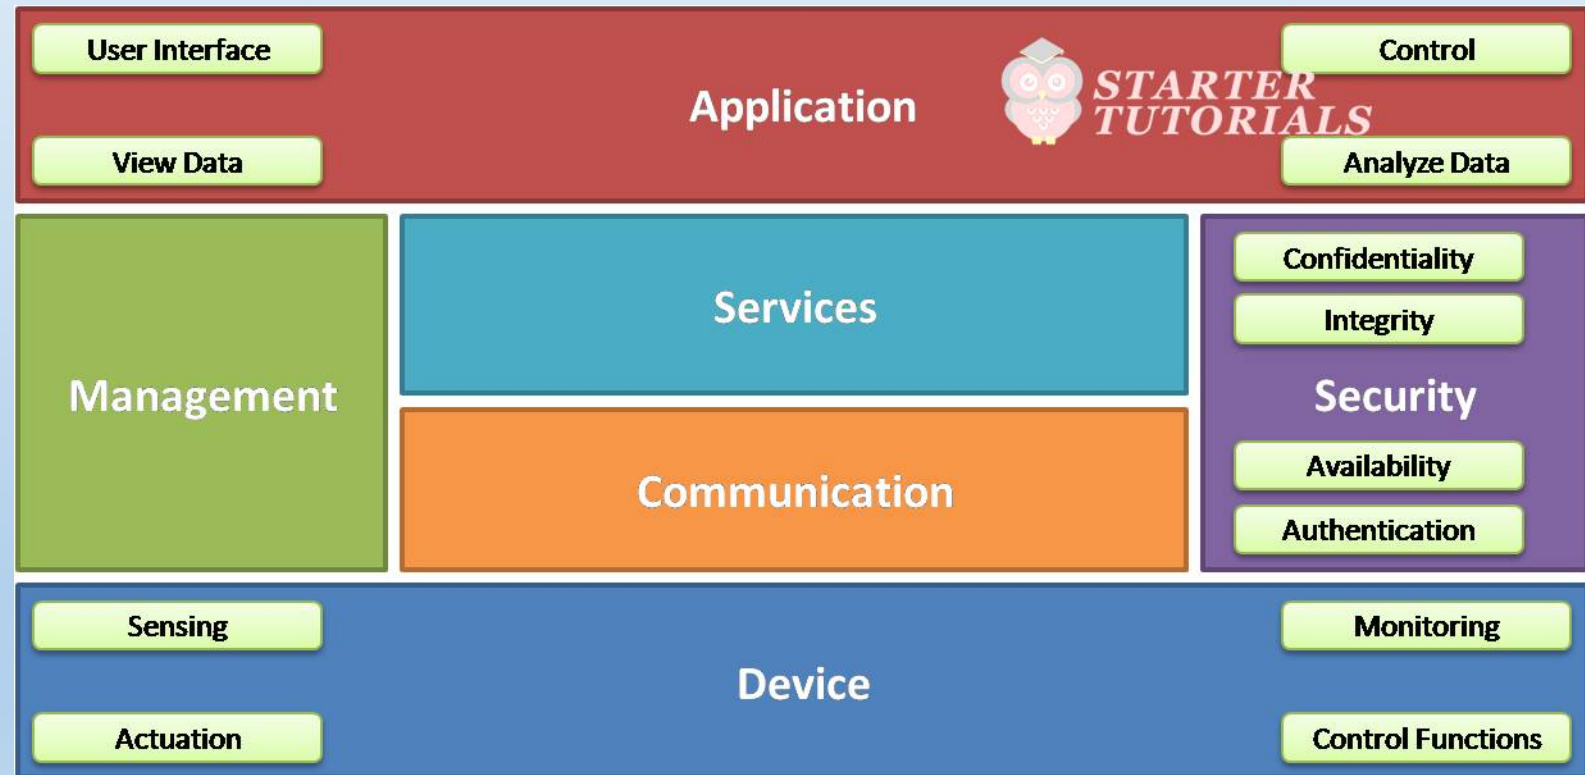 User Interface
Control
Application
STARTER
TUTORIALS
View Data
Analyze Data
Management
Services
Communication
Confidentiality
Integrity
Security
Availability
Authentication
Sensing
Monitoring
Device
Actuation
Control Functions